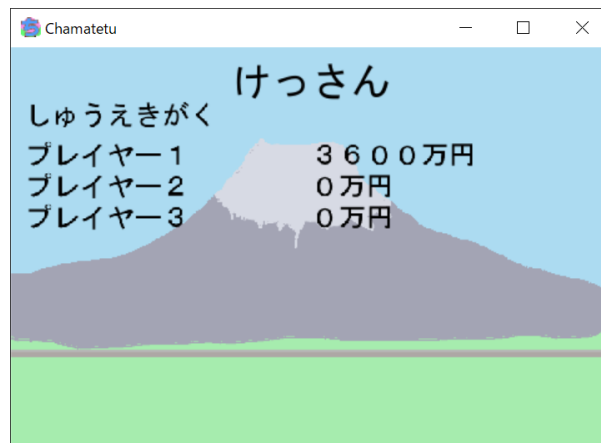 Chamatetu
けっさん
しゅうえきがく
プレイヤー１ ３６００万円
プレイヤー２ ０万円
プレイヤー３ ０万円